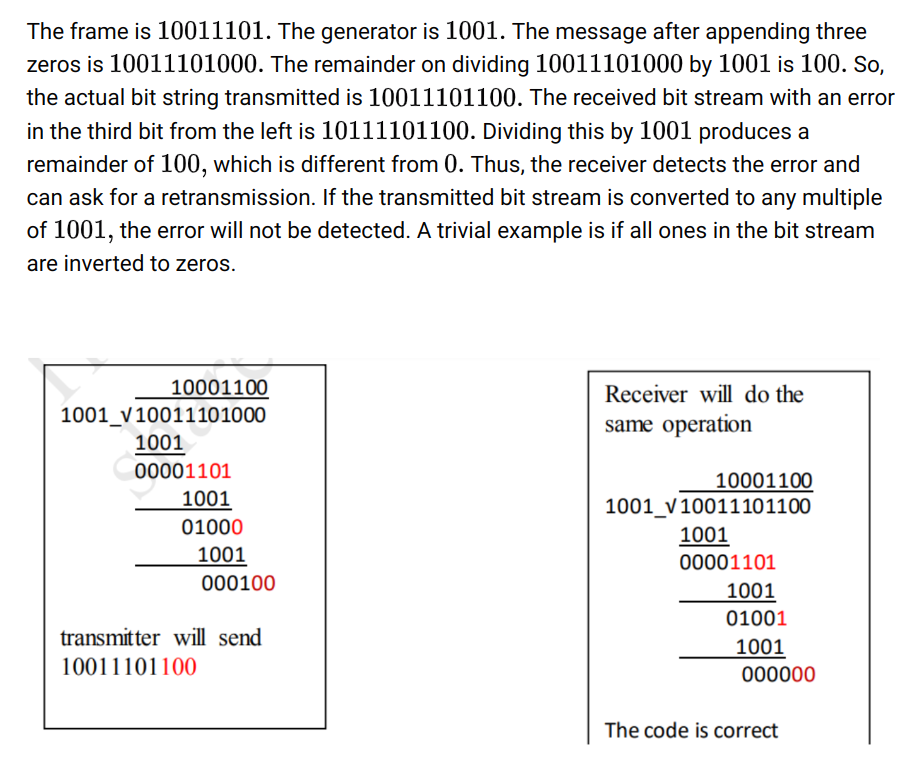 The frame is 10011101. The generator is 1001. The message after appending three
zeros is 10011101000. The remainder on dividing 10011101000 by 1001 is 100. So,
the actual bit string transmitted is 10011101100. The received bit stream with an error
in the third bit from the left is 10111101100. Dividing this by 1001 produces a
remainder of 100, which is different from 0. Thus, the receiver detects the error and
can ask for a retransmission. If the transmitted bit stream is converted to any multiple
of 1001, the error will not be detected. A trivial example is if all ones in the bit stream
are inverted to zeros.
10001100
1001_√10011101000
1001
00001101
1001
01000
1001
000100
transmitter will send
10011101100
Receiver will do the
same operation
10001100
1001_√10011101100
1001
00001101
1001
01001
1001
000000
The code is correct